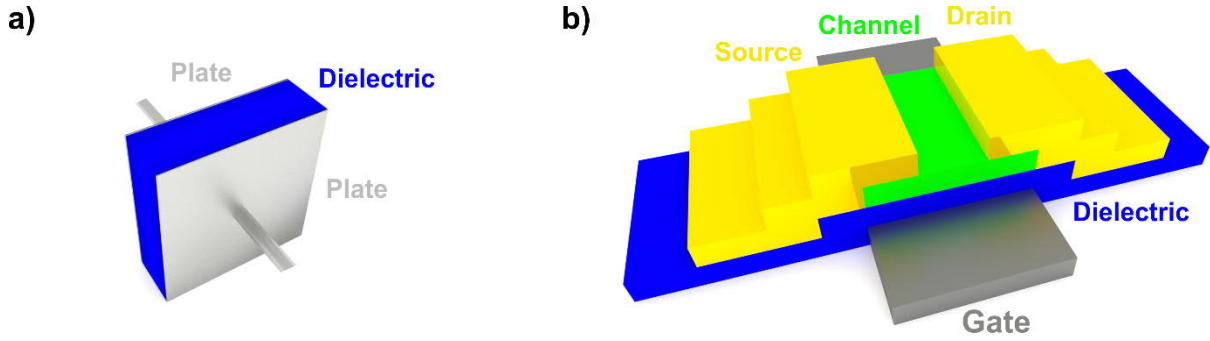 a)
Plate
Dielectric
Plate
b)
Channel
Drain
Source
Dielectric
Gate